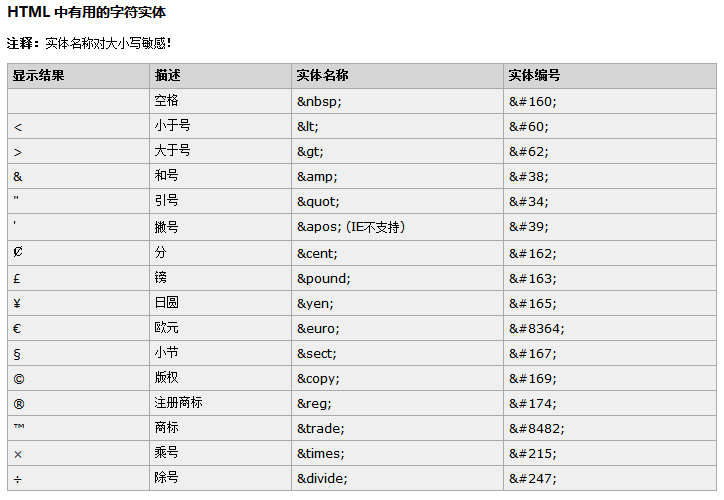 HTML 中有用的字符实体
注释：实体名称对大小写敏感！
显示结果 描述 实体名称 实体编号
空格 &nbsp; &#160;
< 小于号 &lt; &#60;
> 大于号 &gt; &#62;
& 和号 &amp; &#38;
" 引号 &quot; &#34;
' 撇号 &apos; (IE不支持) &#39;
₡ 分 &cent; &#162;
£ 镑 &pound; &#163;
¥ 日圆 &yen; &#165;
€ 欧元 &euro; &#8364;
§ 小节 &sect; &#167;
© 版权 &copy; &#169;
® 注册商标 &reg; &#174;
™ 商标 &trade; &#8482;
× 乘号 &times; &#215;
÷ 除号 &divide; &#247;